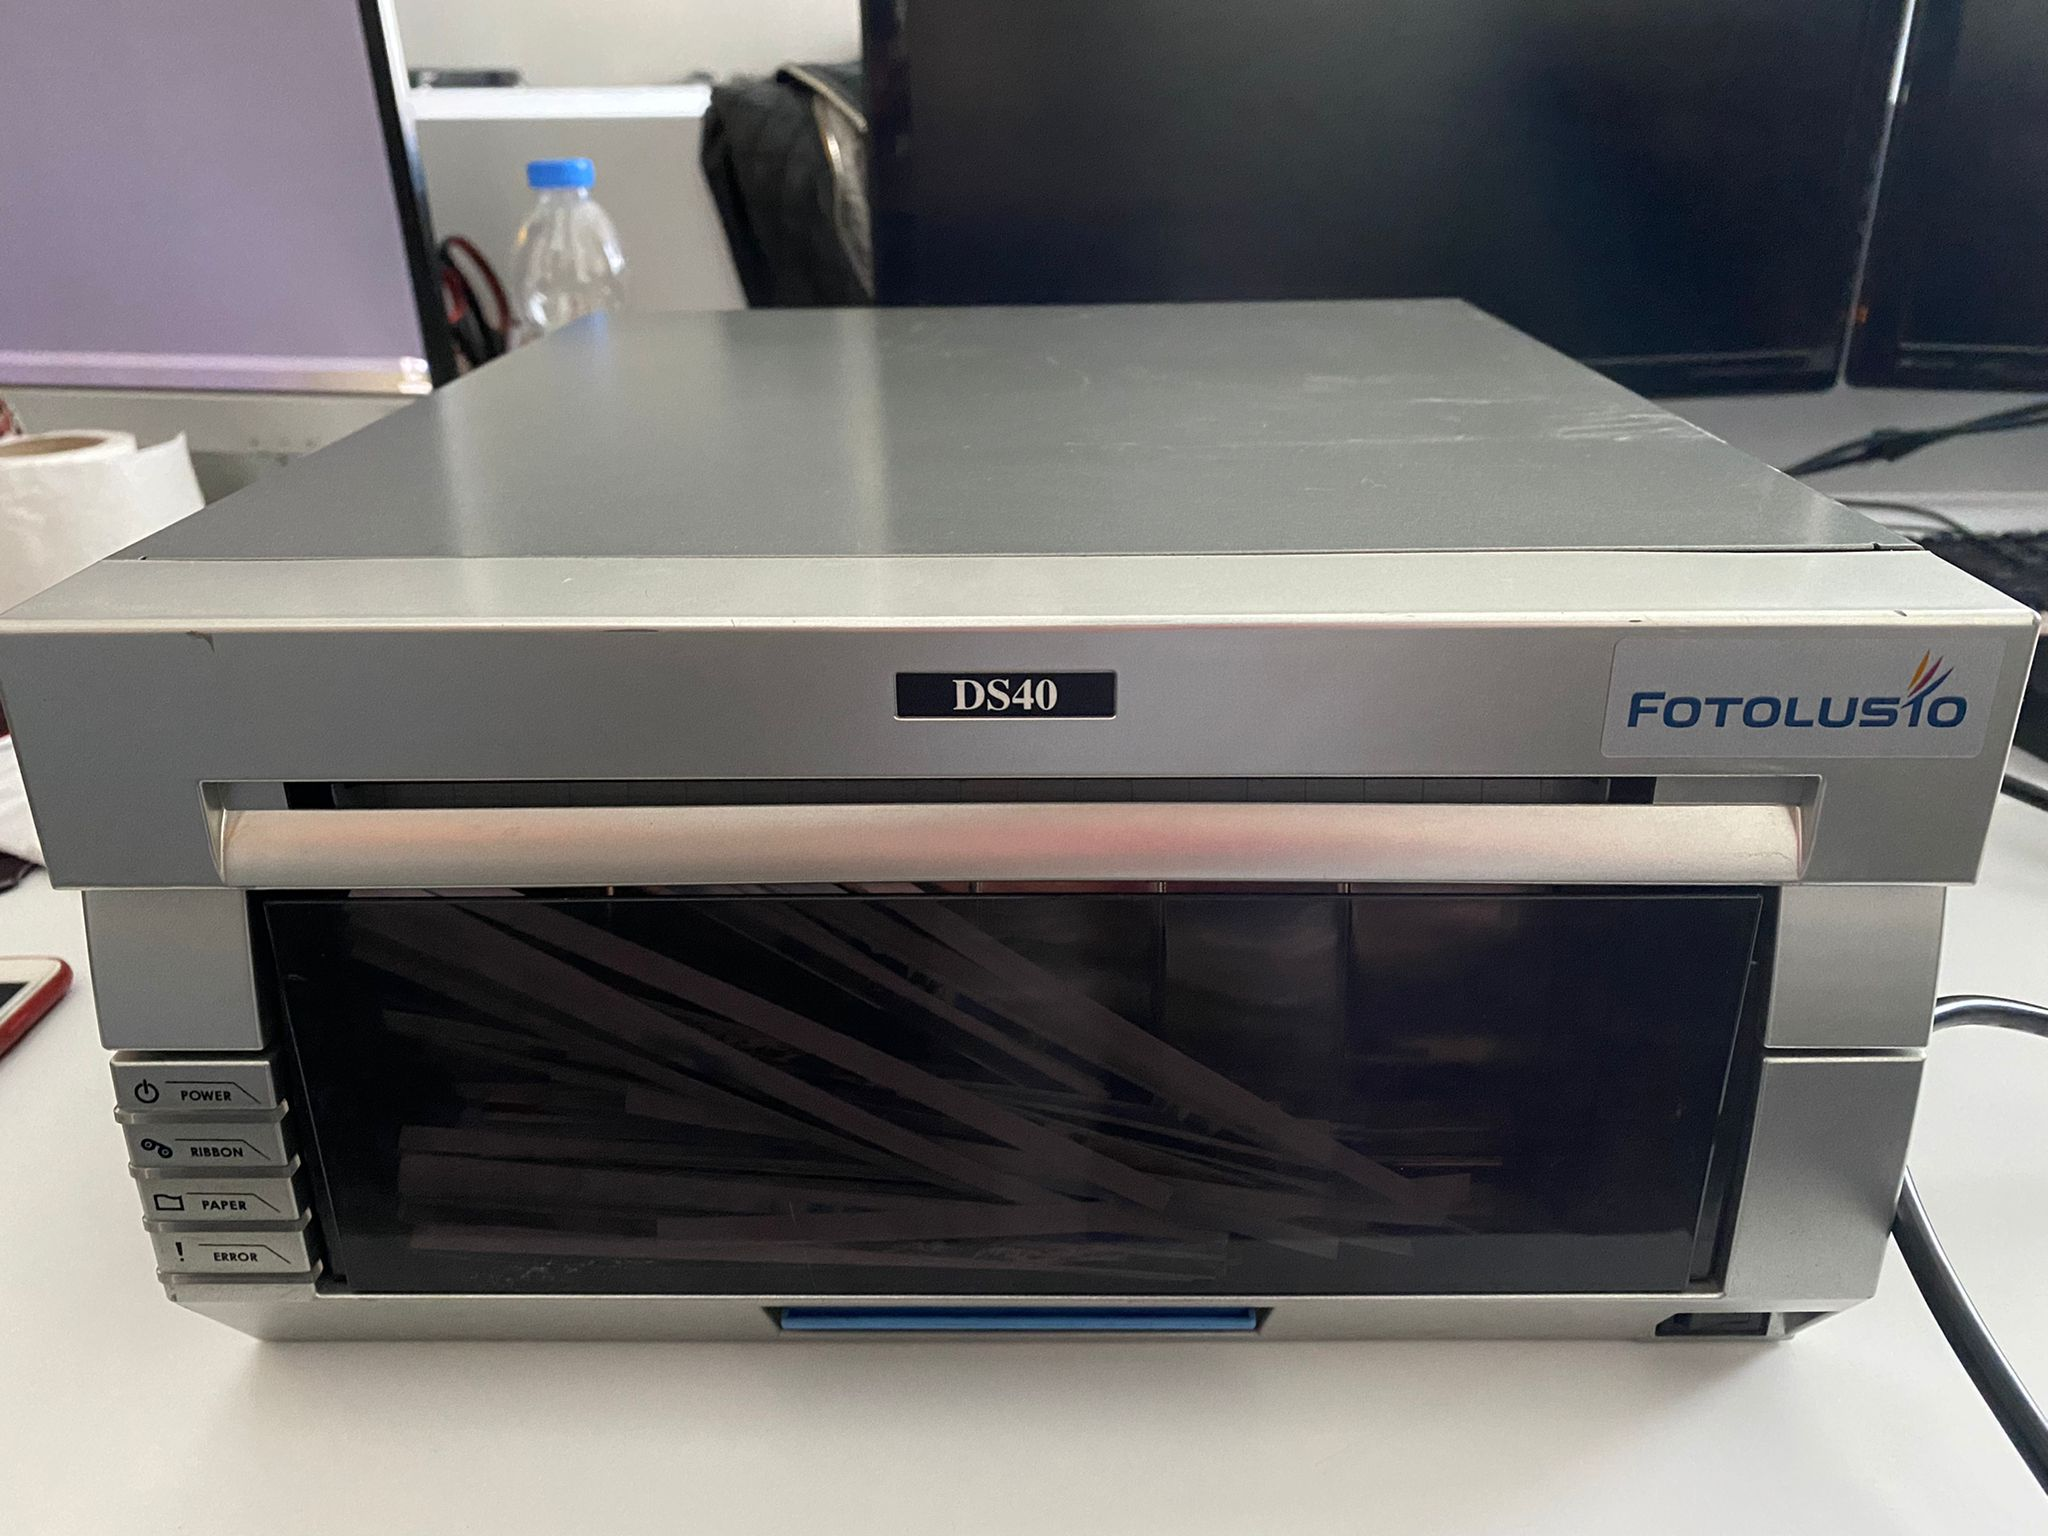 DS40
FOTOLUSIO
POWER
RIBBON
PAPER
! ERROR